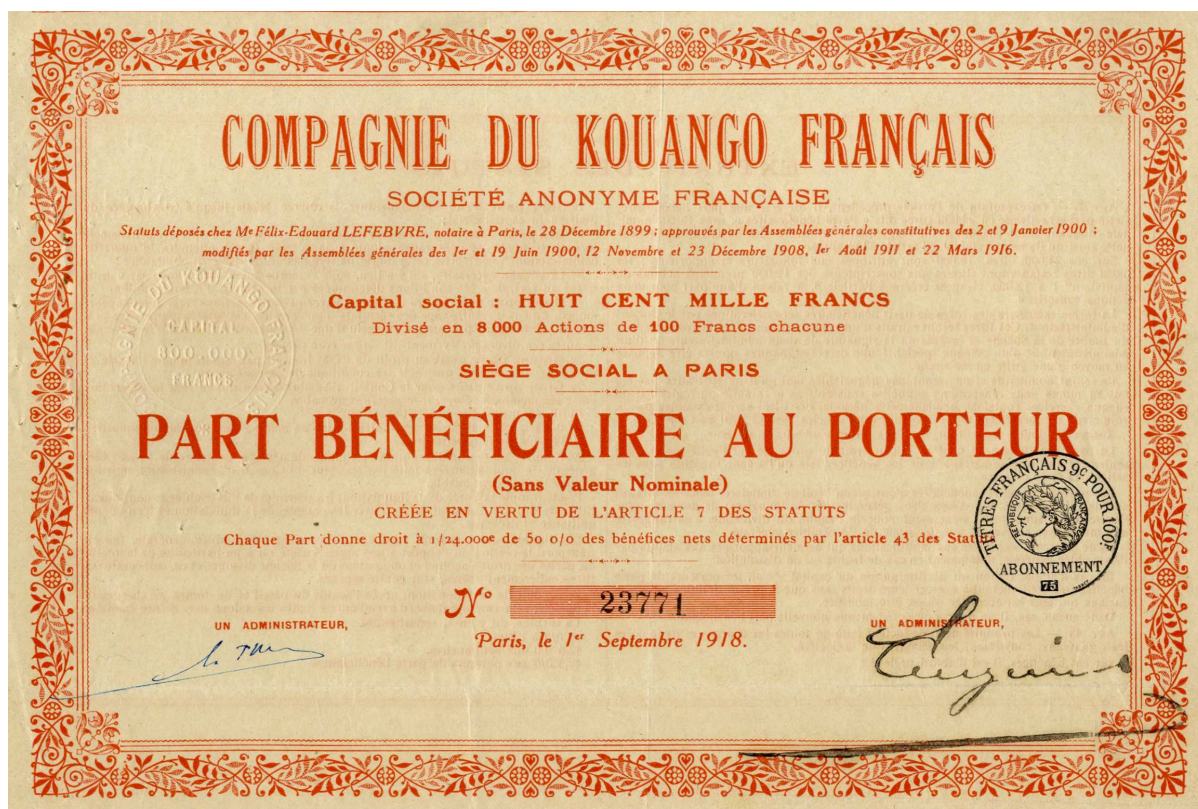 COMPAGNIE DU KOUANGO FRANÇAIS
SOCIÉTÉ ANONYME FRANÇAISE
Statuts déposés chez Me Félix-Edouard LEFEBVRE, notaire à Paris, le 28 Décembre 1899 ; approuvés par les Assemblées générales constitutives des 2 et 9 Janvier 1900 ;
modifiés par les Assemblées générales des 1er et 19 Juin 1900, 12 Novembre et 23 Décembre 1908, 1er Août 1911 et 22 Mars 1916.
COMPAGNIE DU KOUANGO FRANÇAIS
CAPITAL
800.000
FRANCS
Capital social : HUIT CENT MILLE FRANCS
Divisé en 8 000 Actions de 100 Francs chacune
SIÈGE SOCIAL A PARIS
PART BÉNÉFICIAIRE AU PORTEUR
(Sans Valeur Nominale)
CRÉÉE EN VERTU DE L'ARTICLE 7 DES STATUTS
Chaque Part donne droit à 1/24.000e de 50 0/0 des bénéfices nets déterminés par l'article 43 des
TITRES FRANÇAIS 9c POUR 100F
RÉPUBLIQUE FRANÇAISE
ABONNEMENT
75
No 23771
UN ADMINISTRATEUR,
Paris, le 1er Septembre 1918.
UN ADMINISTRATEUR,